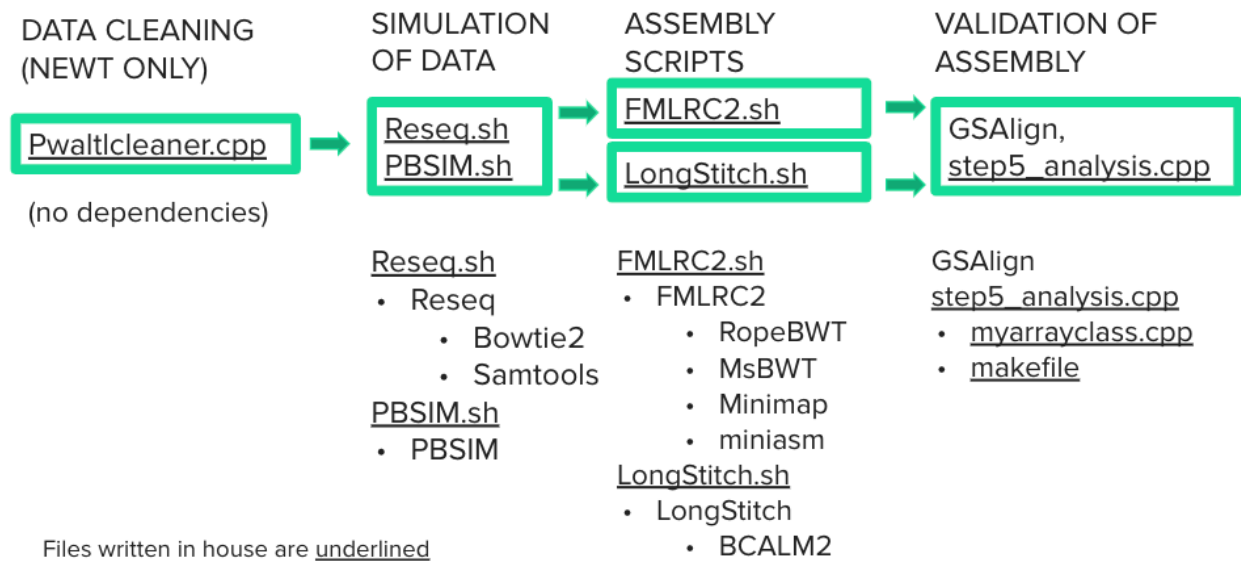 DATA CLEANING
(NEWT ONLY)
Pwaltlcleaner.cpp
(no dependencies)
SIMULATION
OF DATA
Reseq.sh
PBSIM.sh
Reseq.sh
• Reseq
• Bowtie2
• Samtools
PBSIM.sh
• PBSIM
ASSEMBLY
SCRIPTS
FMLRC2.sh
LongStitch.sh
FMLRC2.sh
• FMLRC2
• RopeBWT
• MsBWT
• Minimap
• miniasm
LongStitch.sh
• LongStitch
• BCALM2
VALIDATION OF
ASSEMBLY
GSAlign,
step5_analysis.cpp
GSAlign
step5_analysis.cpp
• myarrayclass.cpp
• makefile
Files written in house are underlined